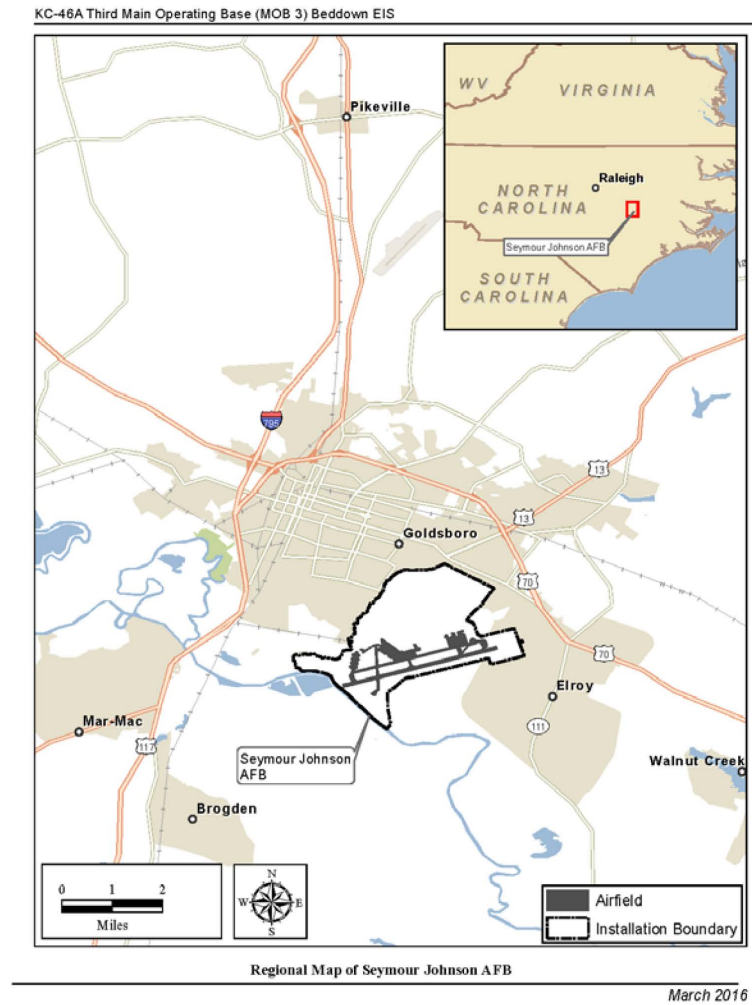 KC-46A Third Main Operating Base (MOB 3) Beddown EIS
WV
VIRGINIA
Raleigh
NORTH
CAROLINA
Seymour Johnson AFB
SOUTH
CAROLINA
Pikeville
795
13
13
Goldsboro
70
70
Elroy
111
Mar-Mac
117
Seymour Johnson
AFB
Walnut Creek
Brogden
0 1 2
Miles
N
W E
S
Airfield
Installation Boundary
Regional Map of Seymour Johnson AFB
March 2016